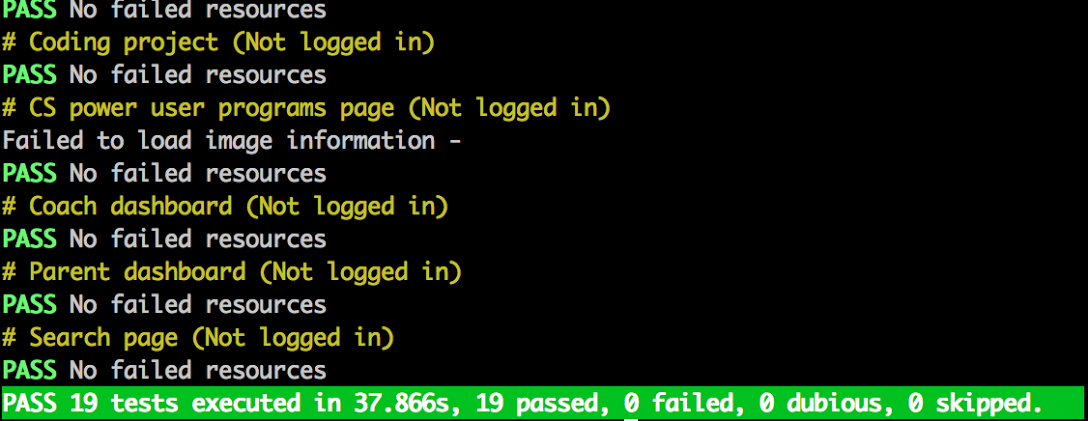 PASS No failed resources
# Coding project (Not logged in)
PASS No failed resources
# CS power user programs page (Not logged in)
Failed to load image information -
PASS No failed resources
# Coach dashboard (Not logged in)
PASS No failed resources
# Parent dashboard (Not logged in)
PASS No failed resources
# Search page (Not logged in)
PASS No failed resources
PASS 19 tests executed in 37.866s, 19 passed, 0 failed, 0 dubious, 0 skipped.